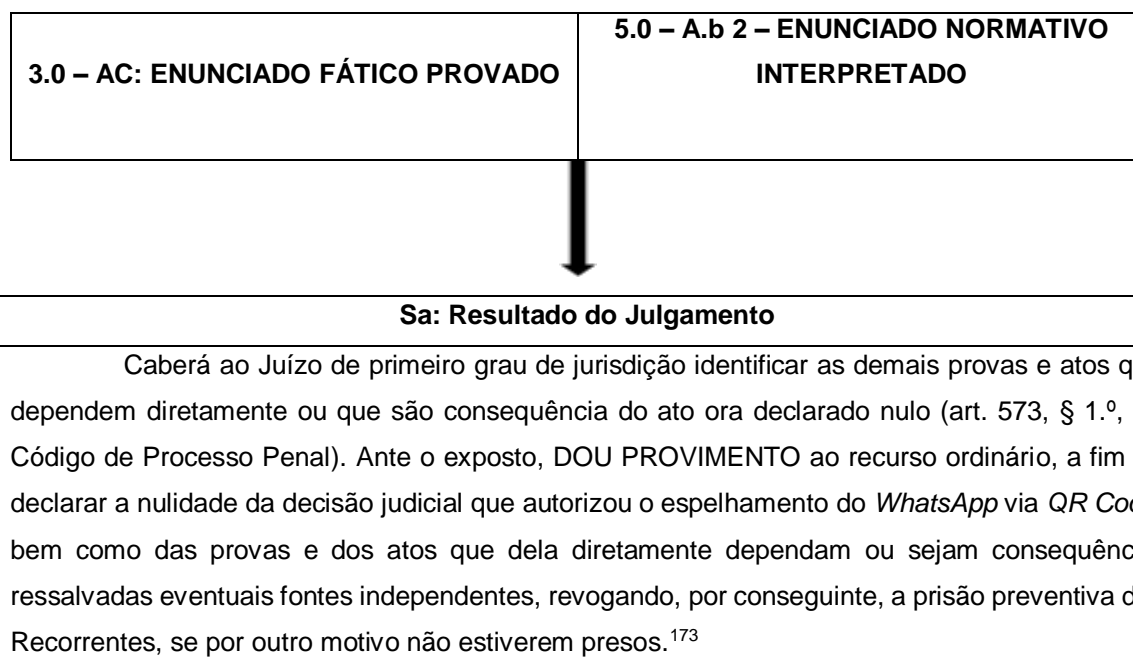 3.0 – AC: ENUNCIADO FÁTICO PROVADO
5.0 – A.b 2 – ENUNCIADO NORMATIVO
INTERPRETADO
Sa: Resultado do Julgamento
Caberá ao Juízo de primeiro grau de jurisdição identificar as demais provas e atos q
dependem diretamente ou que são consequência do ato ora declarado nulo (art. 573, § 1.º,
Código de Processo Penal). Ante o exposto, DOU PROVIMENTO ao recurso ordinário, a fim
declarar a nulidade da decisão judicial que autorizou o espelhamento do WhatsApp via QR Coc
bem como das provas e dos atos que dela diretamente dependam ou sejam consequênc
ressalvadas eventuais fontes independentes, revogando, por conseguinte, a prisão preventiva d
Recorrentes, se por outro motivo não estiverem presos.173